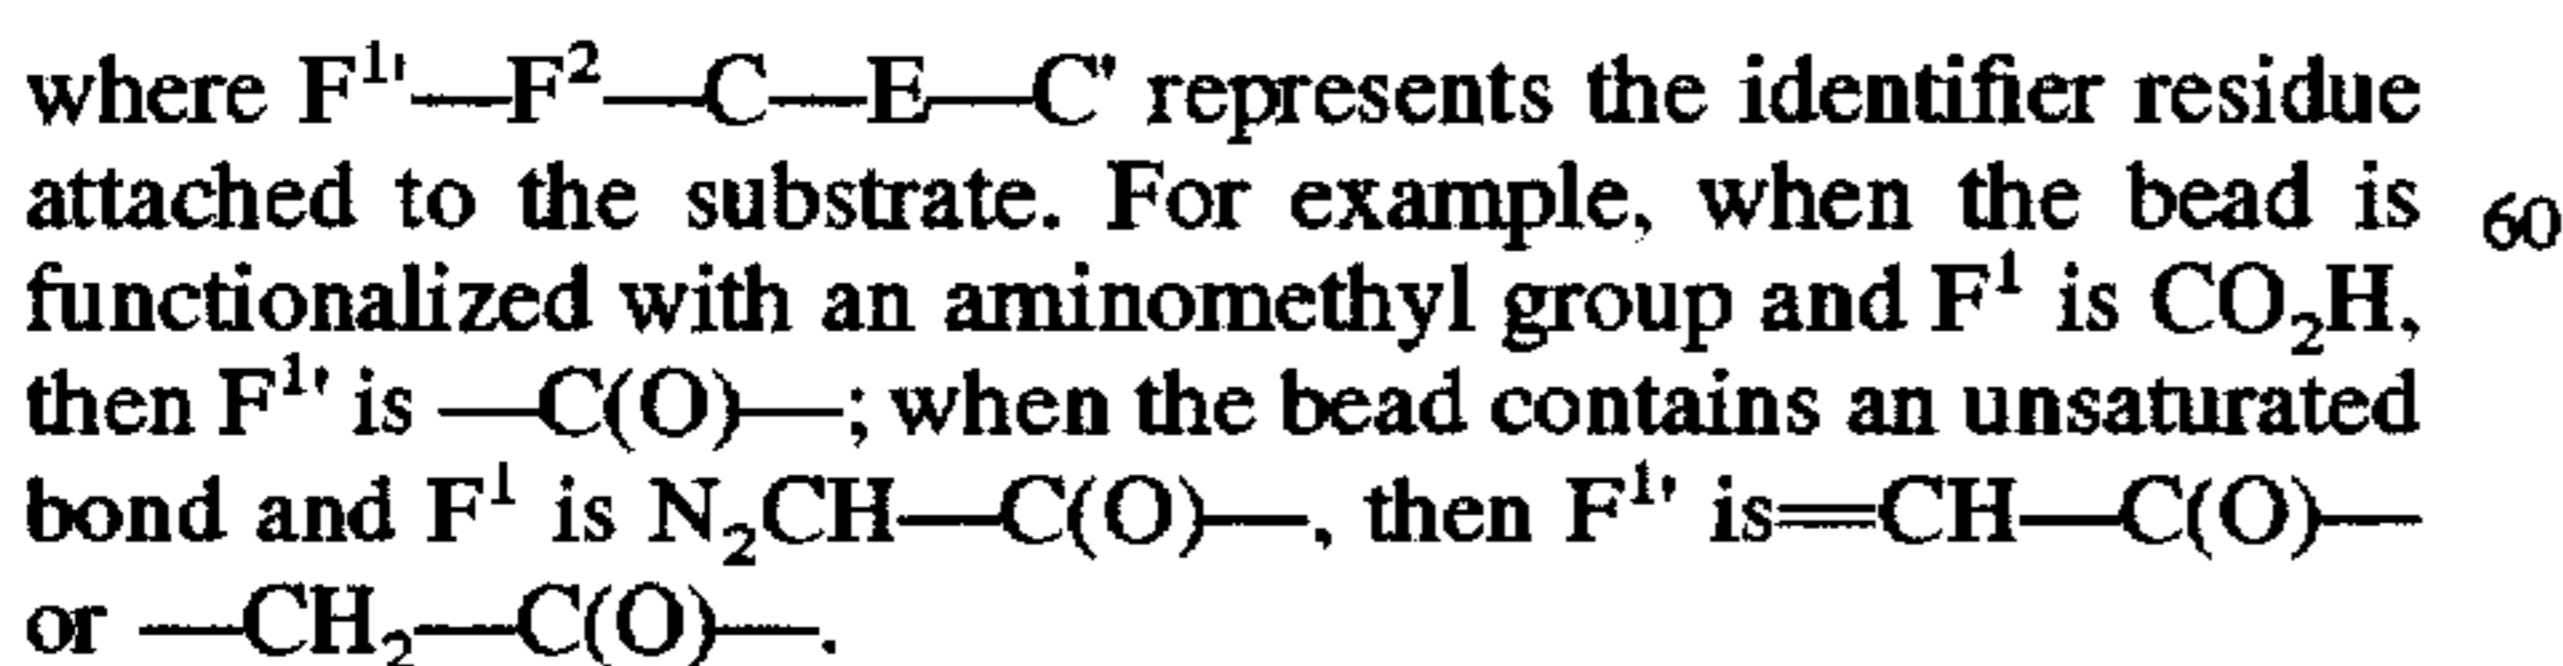 where F¹'—F²—C—E—C' represents the identifier residue
attached to the substrate. For example, when the bead is 60
functionalized with an aminomethyl group and F¹ is CO₂H,
then F¹' is —C(O)—; when the bead contains an unsaturated
bond and F¹ is N₂CH—C(O)—, then F¹' is=CH—C(O)—
or —CH₂—C(O)—.